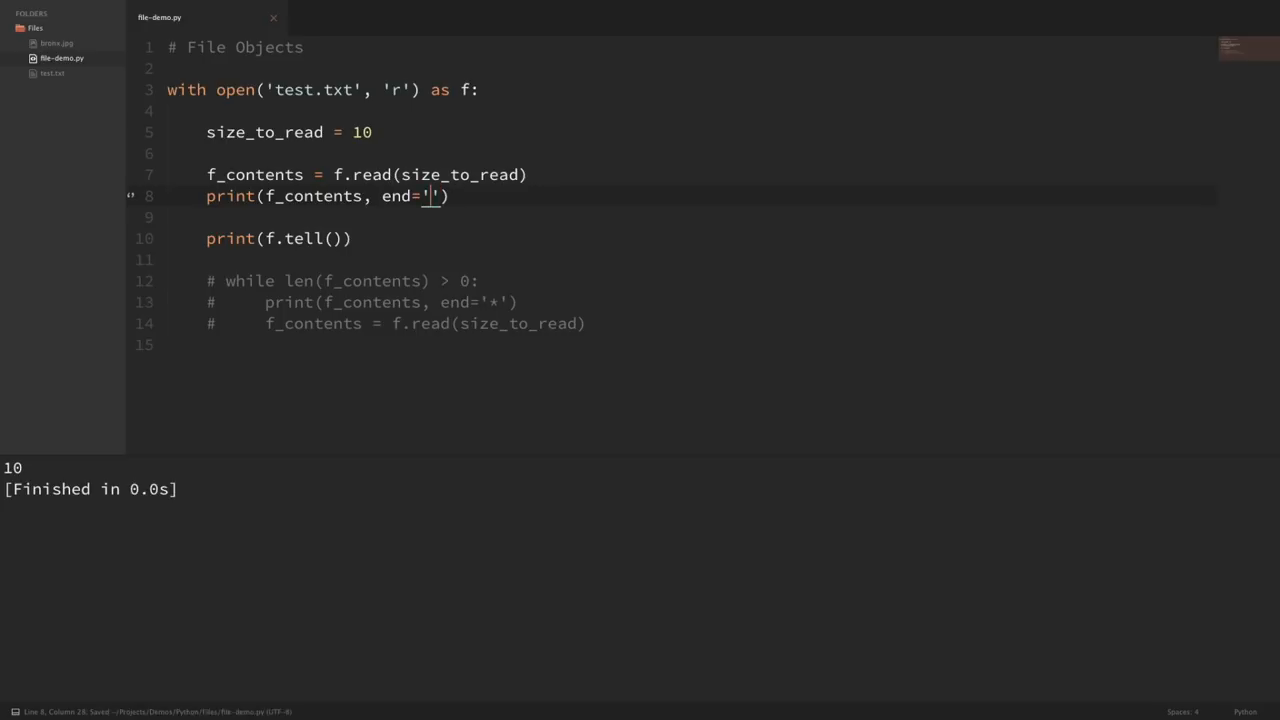 FOLDERS
Files
bronx.jpg
file-demo.py
test.txt
file-demo.py
1 # File Objects
2
3 with open('test.txt', 'r') as f:
4
5 size_to_read = 10
6
7 f_contents = f.read(size_to_read)
8 print(f_contents, end='')
9
10 print(f.tell())
11
12 # while len(f_contents) > 0:
13 # print(f_contents, end='*')
14 # f_contents = f.read(size_to_read)
15
10
[Finished in 0.0s]
Line 8, Column 28; Saved ~/Projects/Demos/Python/Files/file-demo.py (UTF-8)
Spaces: 4
Python